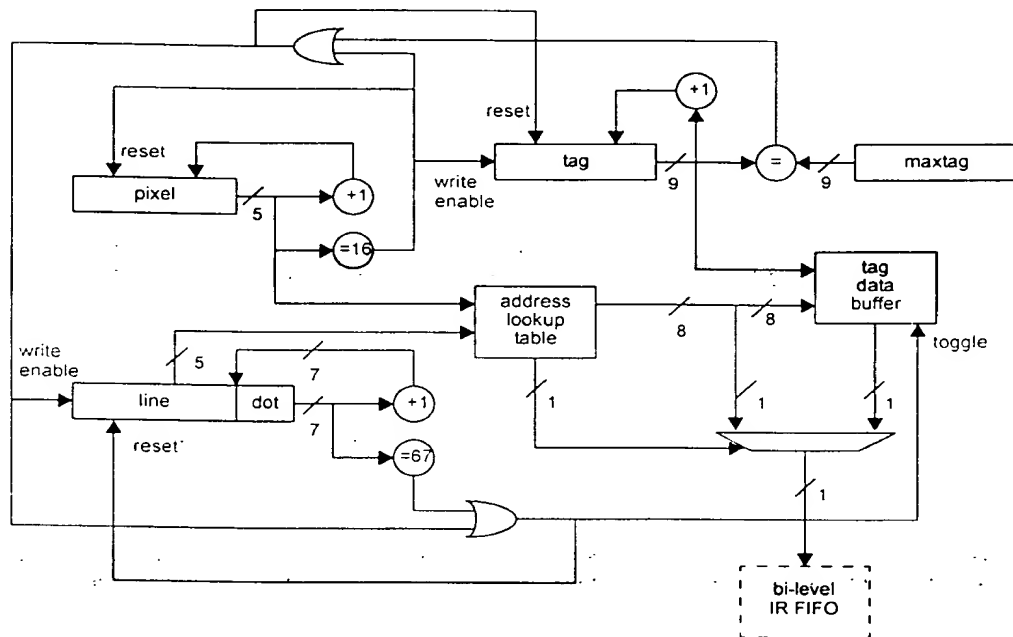 reset
+1
reset
tag
9
=
9
maxtag
write
enable
pixel
5
+1
=16
address
lookup
table
8
8
tag
data
buffer
toggle
write
enable
5
7
line
dot
7
+1
reset
=67
1
1
1
1
bi-level
IR FIFO